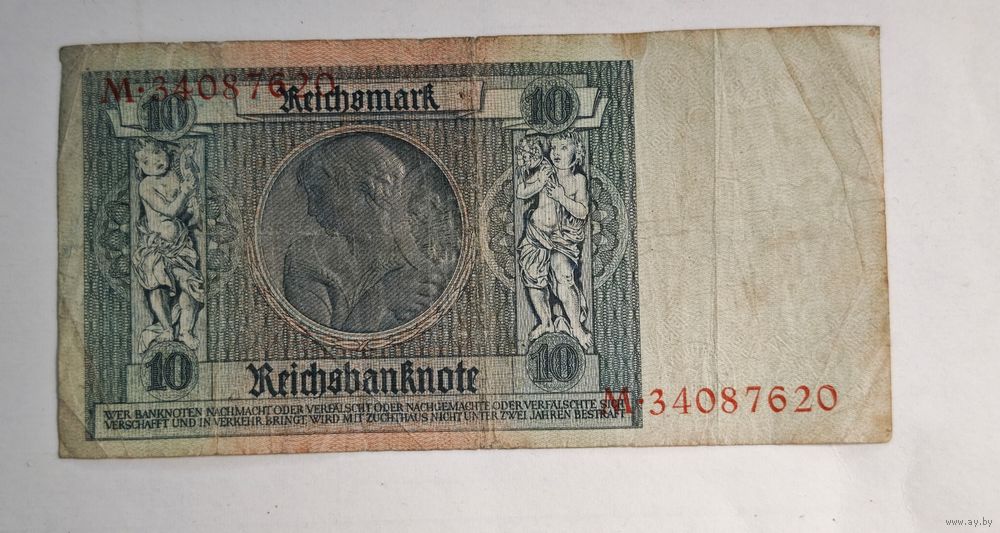 M·34087620
10 Reichsmark 10
10 Reichsbanknote 10
M·34087620
WER BANKNOTEN NACHMACHT ODER VERFÄLSCHT ODER NACHGEMACHTE ODER VERFÄLSCHTE SICH
VERSCHAFFT UND IN VERKEHR BRINGT, WIRD MIT ZUCHTHAUS NICHT UNTER ZWEI JAHREN BESTRAFT
www.ay.by